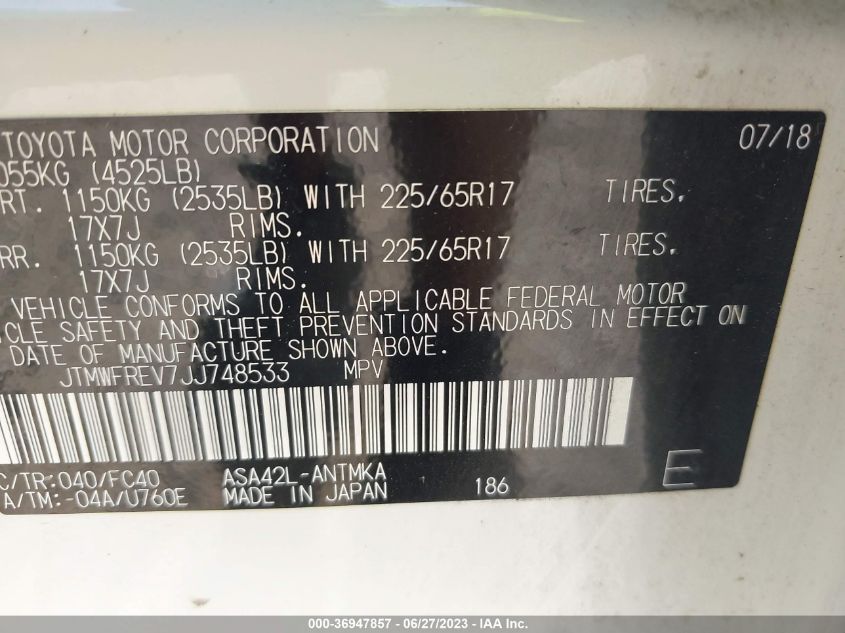 TOYOTA MOTOR CORPORATION 07/18
055KG (4525LB)
RT. 1150KG (2535LB) WITH 225/65R17 TIRES.
17X7J RIMS.
RR. 1150KG (2535LB) WITH 225/65R17 TIRES.
17X7J RIMS.
VEHICLE CONFORMS TO ALL APPLICABLE FEDERAL MOTOR
CLE SAFETY AND THEFT PREVENTION STANDARDS IN EFFECT ON
DATE OF MANUFACTURE SHOWN ABOVE.
JTMWFREV7JJ748533 MPV
C/TR:040/FC40 ASA42L-ANTMKA
A/TM:-04A/U760E MADE IN JAPAN 186 E
000-36947857 - 06/27/2023 - IAA Inc.